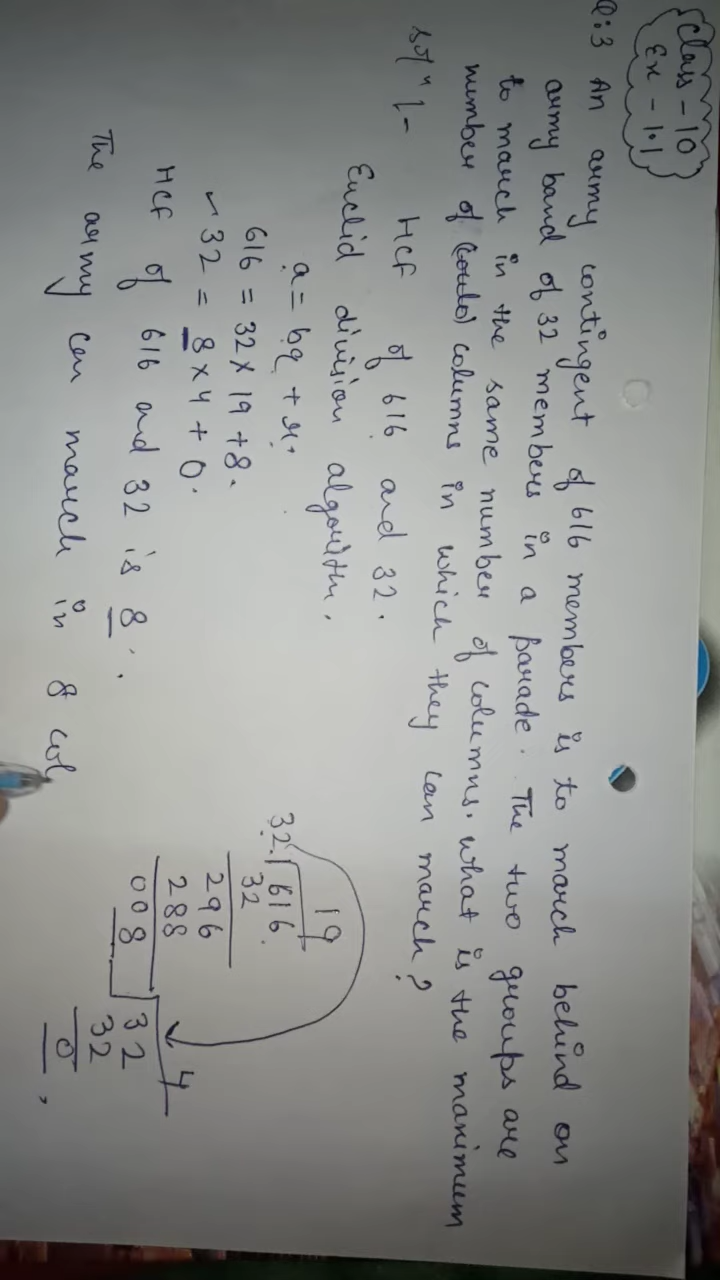 Class - 10
Ex - 1.1
Q:3 An army contingent of 616 members is to march behind on
army band of 32 members in a parade. The two groups are
to march in the same number of columns. what is the maximum
number of columns in which they can march?
Solⁿ :-
HCF of 616 and 32.
Euclid division algorithm.
a = bq + r.
616 = 32 × 19 + 8.
32 = 8 × 4 + 0.
HCF of 616 and 32 is 8.
The army can march in 8 col
19
32 616.
32
296
288
008
4
32
32
0